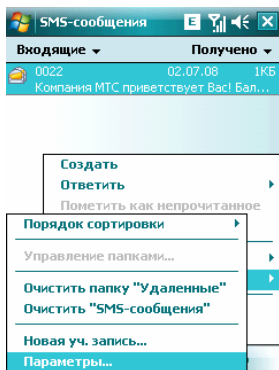 SMS-сообщения E
Входящие Получено
0022 02.07.08 1КБ
Компания МТС приветствует Вас! Бал...
Создать
Ответить
Пометить как непрочитанное
Порядок сортировки
Управление папками...
Очистить папку "Удаленные"
Очистить "SMS-сообщения"
Новая уч. запись...
Параметры...